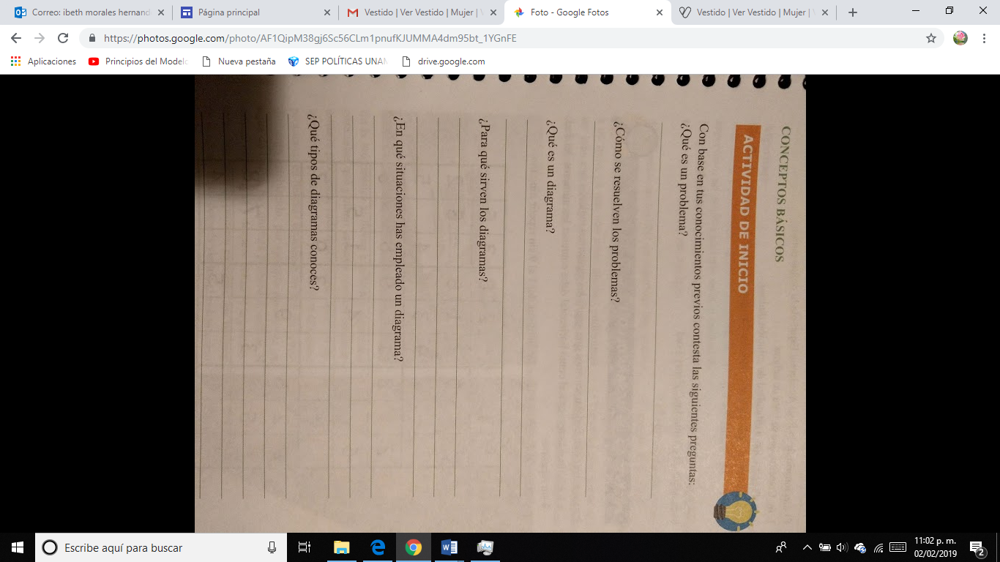 Correo: ibeth morales hernand
Página principal
Vestido | Ver Vestido | Mujer |
Foto - Google Fotos
Vestido | Ver Vestido | Mujer |
https://photos.google.com/photo/AF1QipM38gj6Sc56CLm1pnufKJUMMA4dm95bt_1YGnFE
Aplicaciones
Principios del Model
Nueva pestaña
SEP POLÍTICAS UNA
drive.google.com
CONCEPTOS BÁSICOS
ACTIVIDAD DE INICIO
Con base en tus conocimientos previos contesta las siguientes preguntas:
¿Qué es un problema?
¿Cómo se resuelven los problemas?
¿Qué es un diagrama?
¿Para qué sirven los diagramas?
¿En qué situaciones has empleado un diagrama?
¿Qué tipos de diagramas conoces?
Escribe aquí para buscar
11:02 p. m.
02/02/2019
2